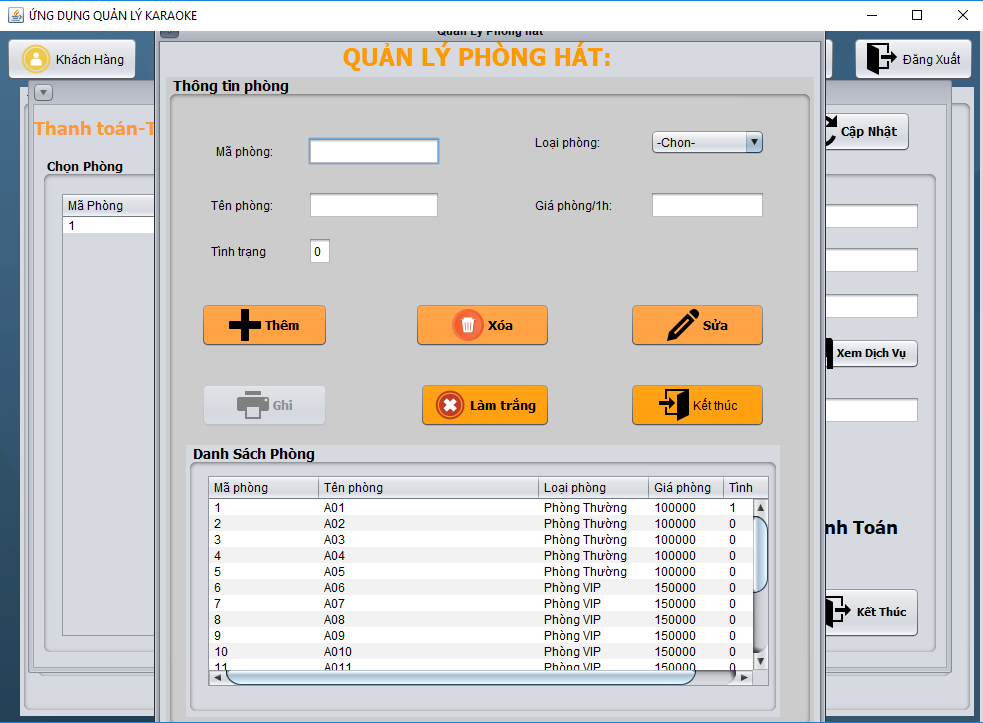 ỨNG DỤNG QUẢN LÝ KARAOKE
Quản Lý Phòng hát
Khách Hàng
Đăng Xuất
QUẢN LÝ PHÒNG HÁT:
Thông tin phòng
Thanh toán-T
Cập Nhật
Chọn Phòng
Mã Phòng
1
Mã phòng:
Loại phòng:
-Chon-
Tên phòng:
Giá phòng/1h:
Tình trạng
0
Thêm
Xóa
Sửa
Xem Dịch Vụ
Ghi
Làm trắng
Kết thúc
Danh Sách Phòng
Mã phòng Tên phòng Loại phòng Giá phòng Tình
1 A01 Phòng Thường 100000 1
2 A02 Phòng Thường 100000 0
3 A03 Phòng Thường 100000 0
4 A04 Phòng Thường 100000 0
5 A05 Phòng Thường 100000 0
6 A06 Phòng VIP 150000 0
7 A07 Phòng VIP 150000 0
8 A08 Phòng VIP 150000 0
9 A09 Phòng VIP 150000 0
10 A010 Phòng VIP 150000 0
11 A011 Phòng VIP 150000 0
nh Toán
Kết Thúc